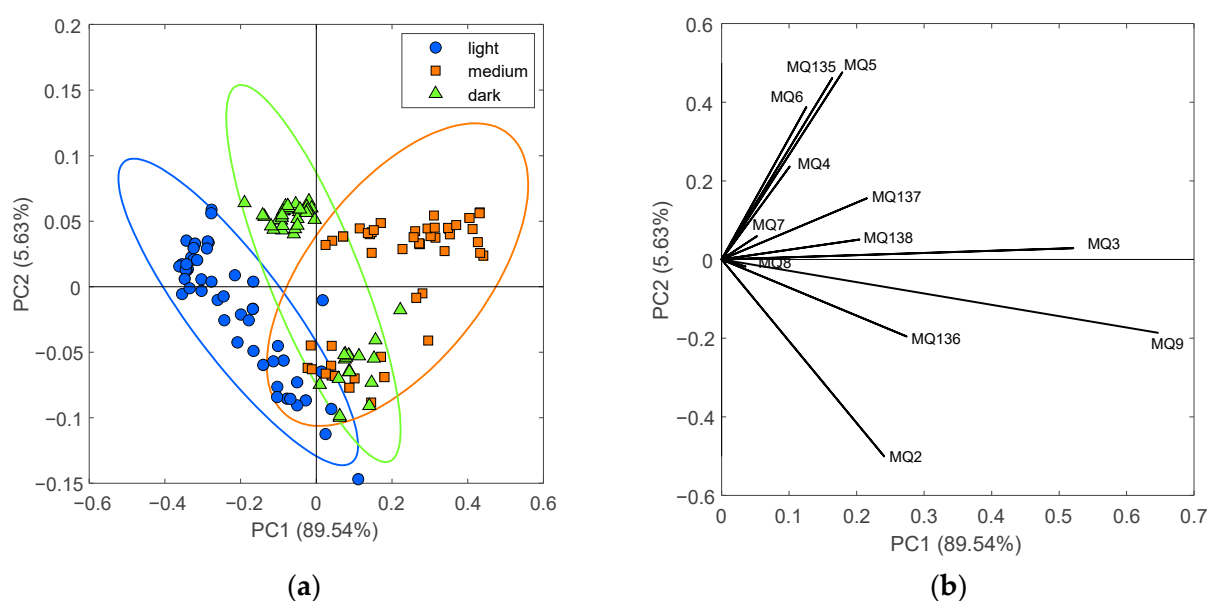 0.2
0.15
0.1
0.05
0
−0.05
−0.1
−0.15
−0.6
−0.4
−0.2
0
0.2
0.4
0.6
PC2 (5.63%)
PC1 (89.54%)
light
medium
dark
(a)
0.6
0.4
0.2
0
−0.2
−0.4
−0.6
0
0.1
0.2
0.3
0.4
0.5
0.6
0.7
PC2 (5.63%)
PC1 (89.54%)
MQ135
MQ5
MQ6
MQ4
MQ137
MQ7
MQ138
MQ3
MQ8
MQ136
MQ9
MQ2
(b)